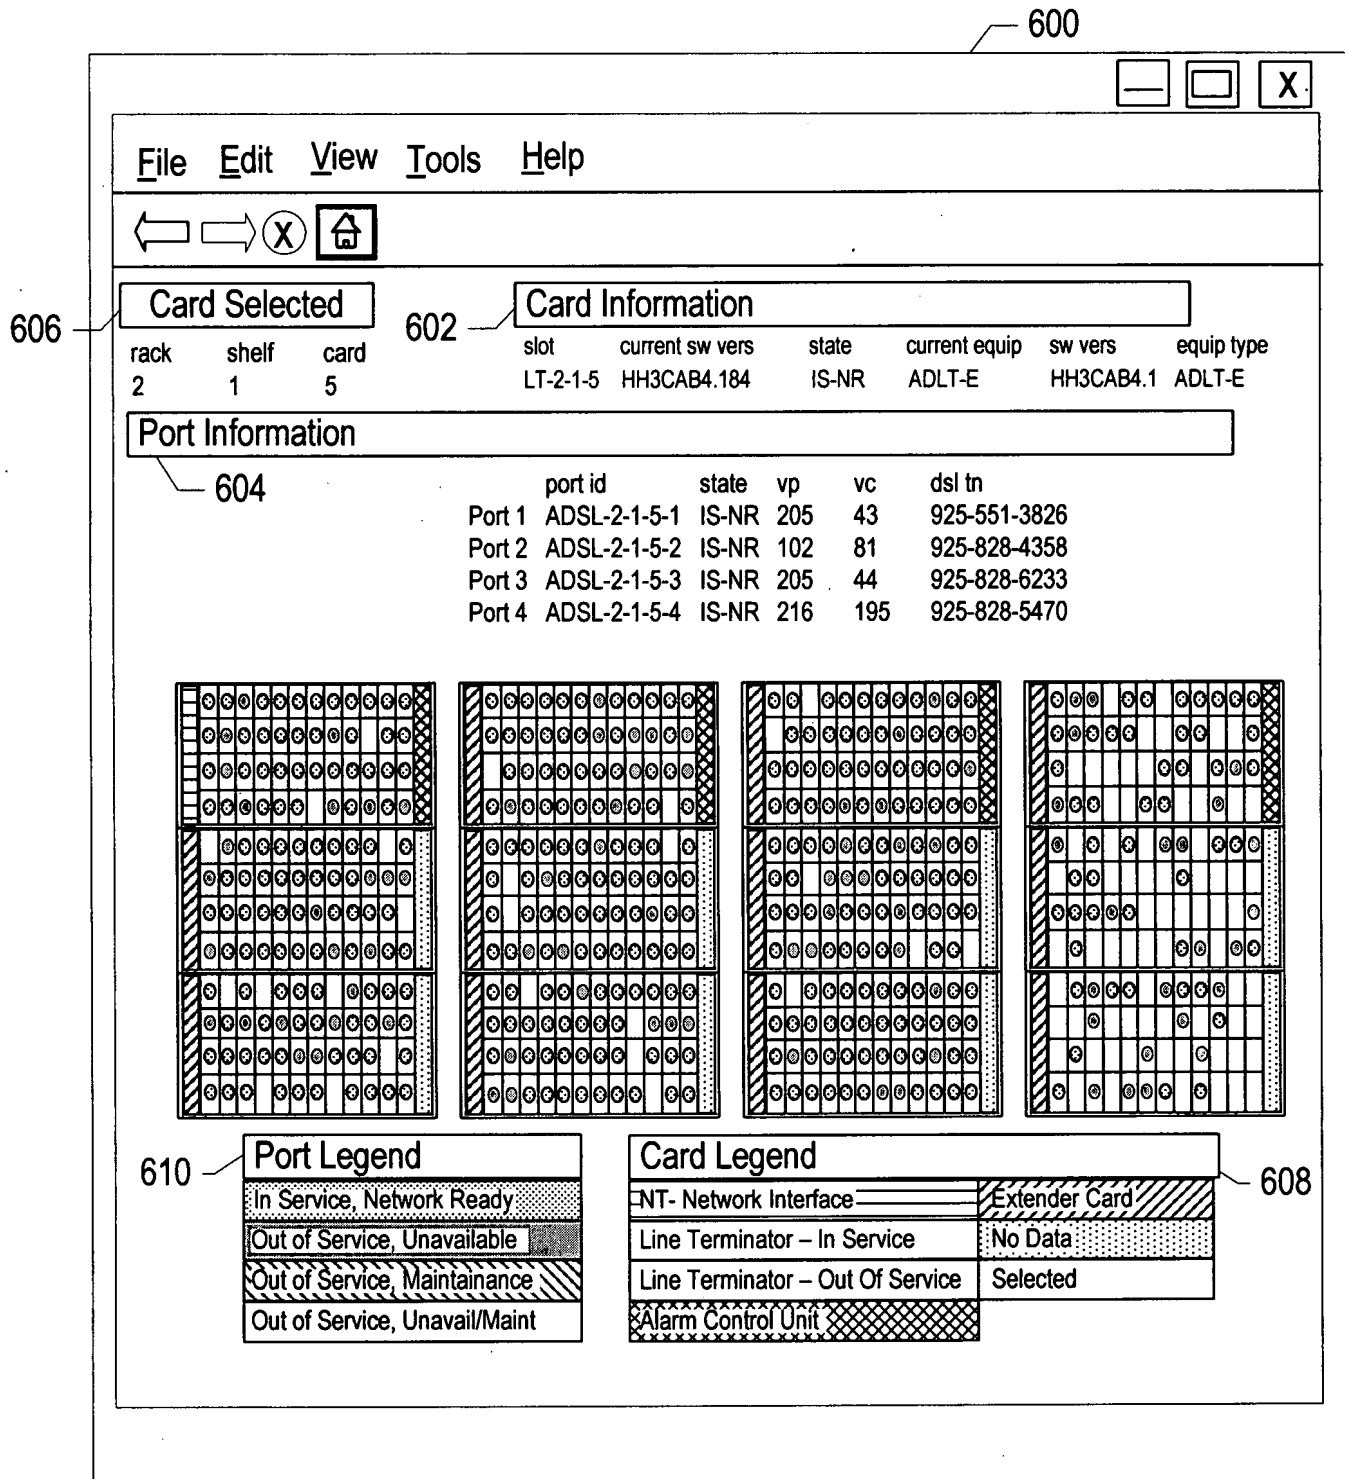 600
X
File Edit View Tools Help
X
606
Card Selected
602
Card Information
rack shelf card
2 1 5
slot current sw vers state current equip sw vers equip type
LT-2-1-5 HH3CAB4.184 IS-NR ADLT-E HH3CAB4.1 ADLT-E
Port Information
604
port id state vp vc dsl tn
Port 1 ADSL-2-1-5-1 IS-NR 205 43 925-551-3826
Port 2 ADSL-2-1-5-2 IS-NR 102 81 925-828-4358
Port 3 ADSL-2-1-5-3 IS-NR 205 44 925-828-6233
Port 4 ADSL-2-1-5-4 IS-NR 216 195 925-828-5470
610
Port Legend
In Service, Network Ready
Out of Service, Unavailable
Out of Service, Maintainance
Out of Service, Unavail/Maint
Card Legend
608
NT- Network Interface Extender Card
Line Terminator – In Service No Data
Line Terminator – Out Of Service Selected
Alarm Control Unit